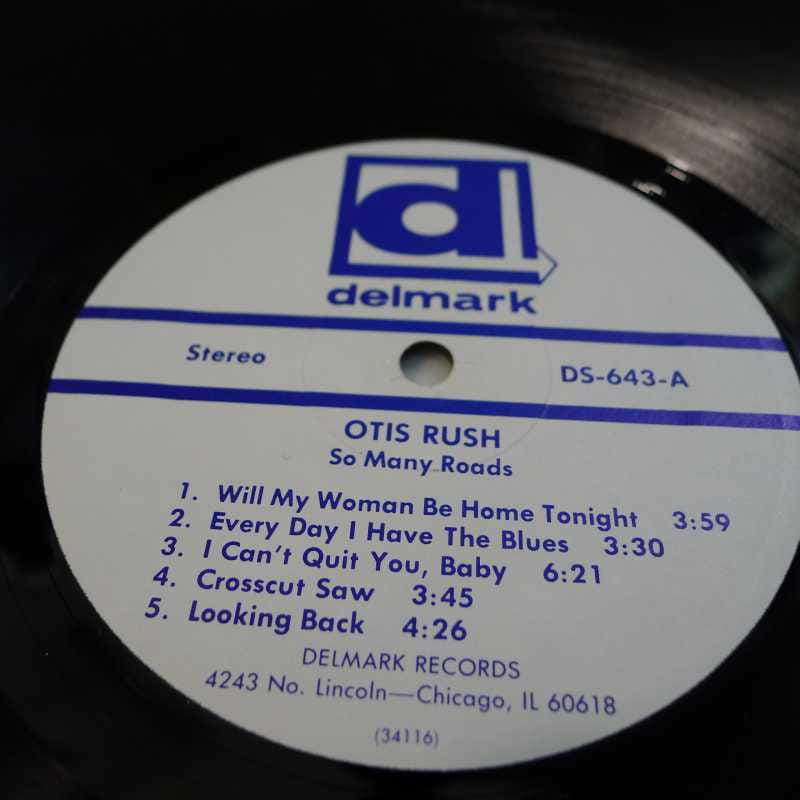 d
delmark
Stereo DS-643-A
OTIS RUSH
So Many Roads
1. Will My Woman Be Home Tonight 3:59
2. Every Day I Have The Blues 3:30
3. I Can't Quit You, Baby 6:21
4. Crosscut Saw 3:45
5. Looking Back 4:26
DELMARK RECORDS
4243 No. Lincoln—Chicago, IL 60618
(34116)